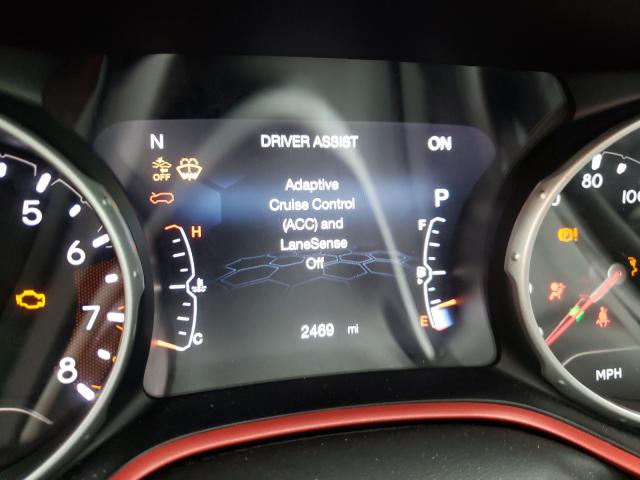 N DRIVER ASSIST ON
OFF
Adaptive
Cruise Control
(ACC) and
LaneSense
Off
P
H
F
C
E
2469 mi
5
6
7
8
80
100
MPH